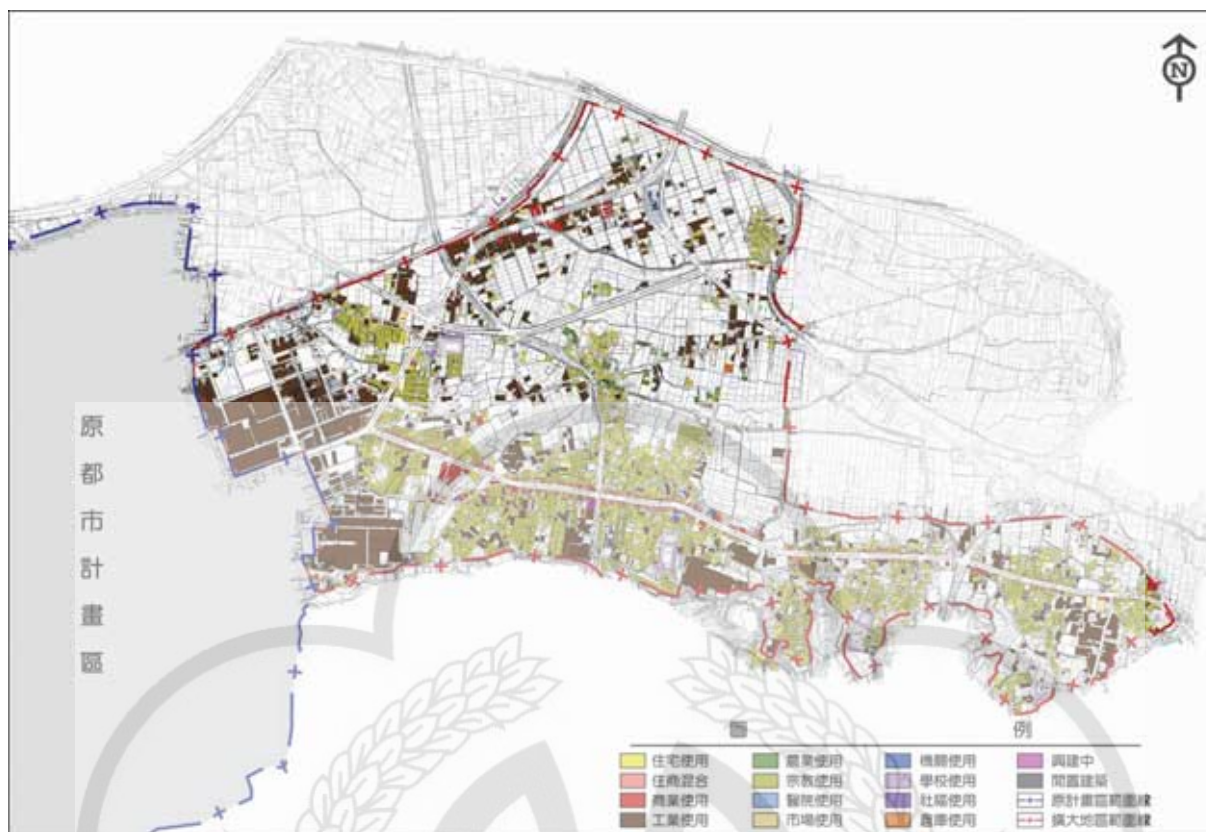 N
原都市計畫區
圖 例
住宅使用
住商混合
商業使用
工業使用
農業使用
宗教使用
醫院使用
市場使用
機關使用
學校使用
社福使用
倉庫使用
興建中
閒置建築
原計畫區範圍線
擴大地區範圍線